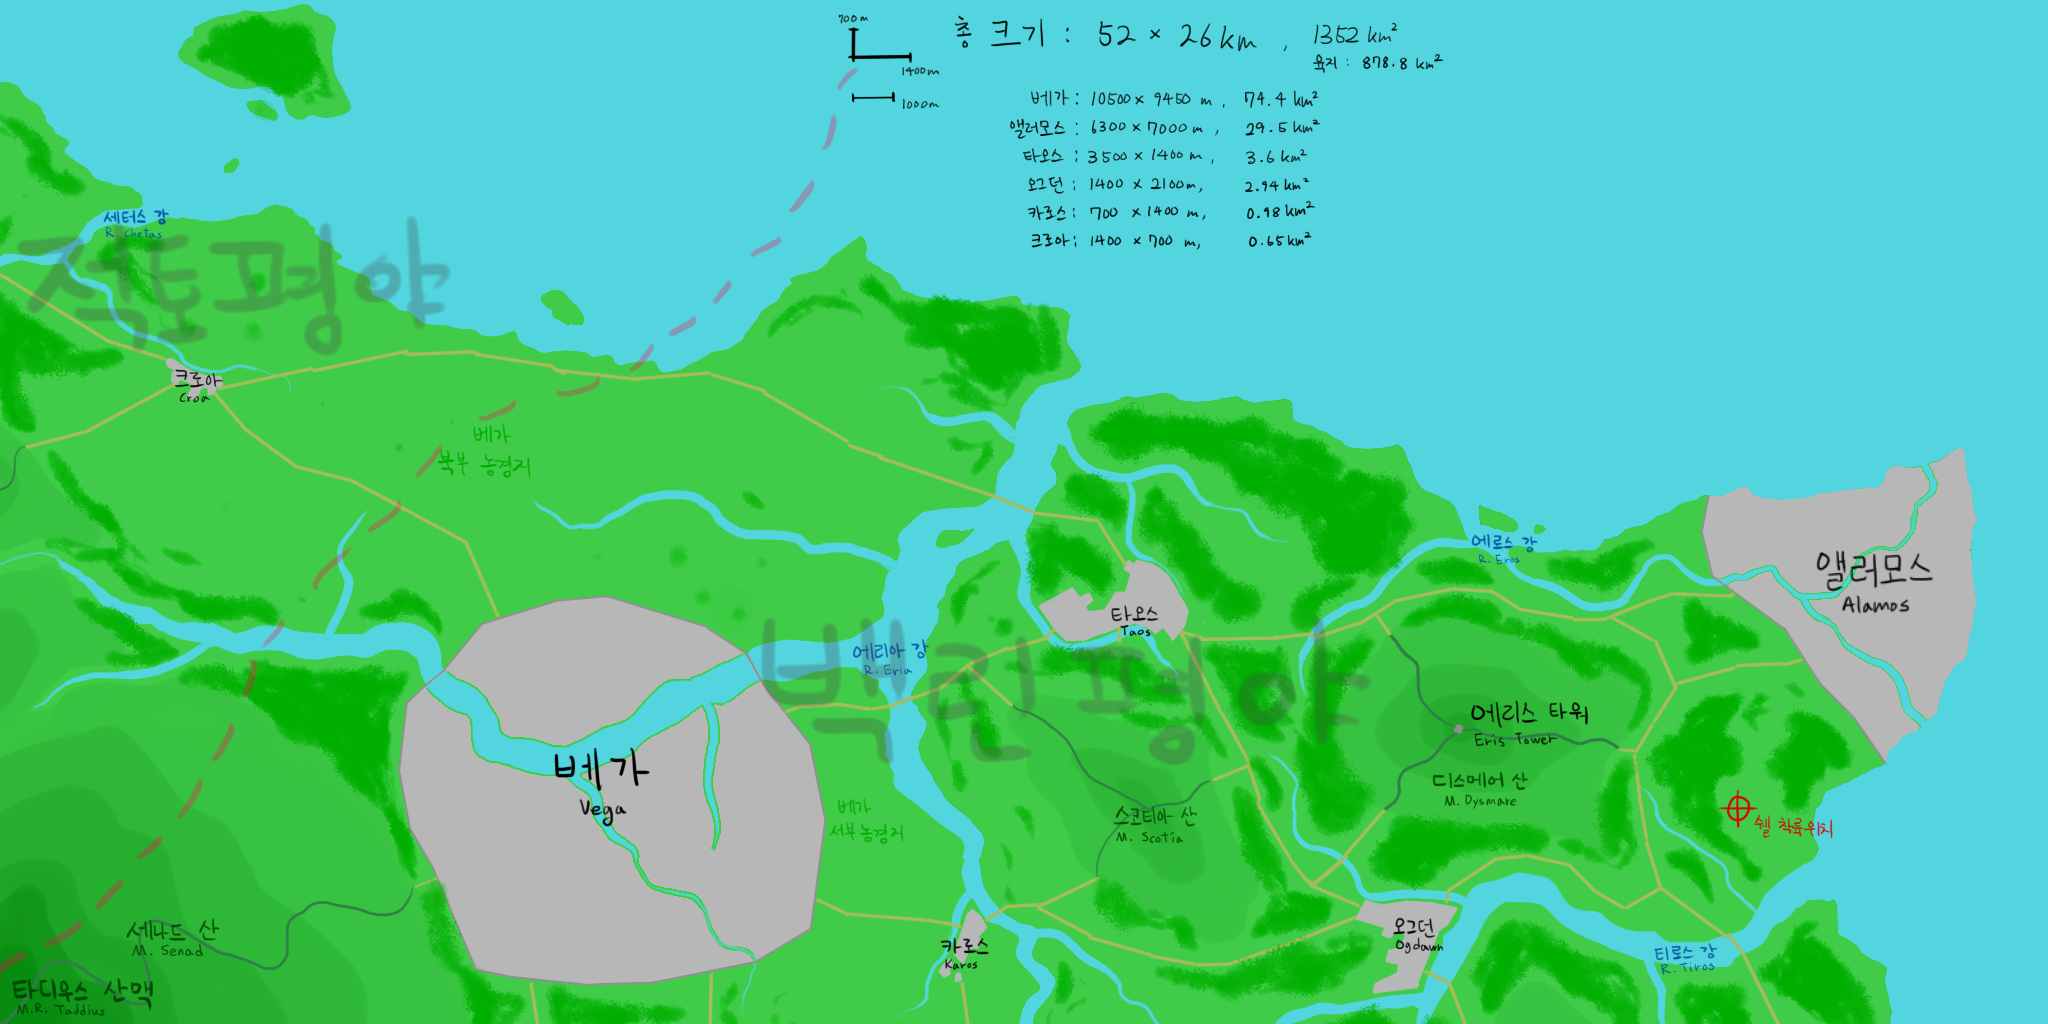 700m
1400m
1000m
총 크기 : 52 × 26 km , 1352 km²
육지 : 878.8 km²
베가 : 10500 × 9450 m , 74.4 km²
앨러모스 : 6300 × 7000 m , 29.5 km²
타오스 : 3500 × 1400 m , 3.6 km²
오그던 : 1400 × 2100m, 2.94 km²
카로스 : 700 × 1400 m, 0.98 km²
크로아 : 1400 × 700 m, 0.65 km²
세터스 강
R. Chetas
적토평야
크로아
Croa
베가
북부 농경지
에로스 강
R. Eros
앨러모스
Alamos
타오스
Taos
에리아 강
R. Eria
백린평야
에리스 타워
Eris Tower
디스메어 산
M. Dysmare
베가
Vega
베가
서부 농경지
스코티아 산
M. Scotia
쉘 착륙위치
세나드 산
M. Senad
카로스
Karos
오그던
Ogdawn
티로스 강
R. Tiros
타디우스 산맥
M.R. Taddius